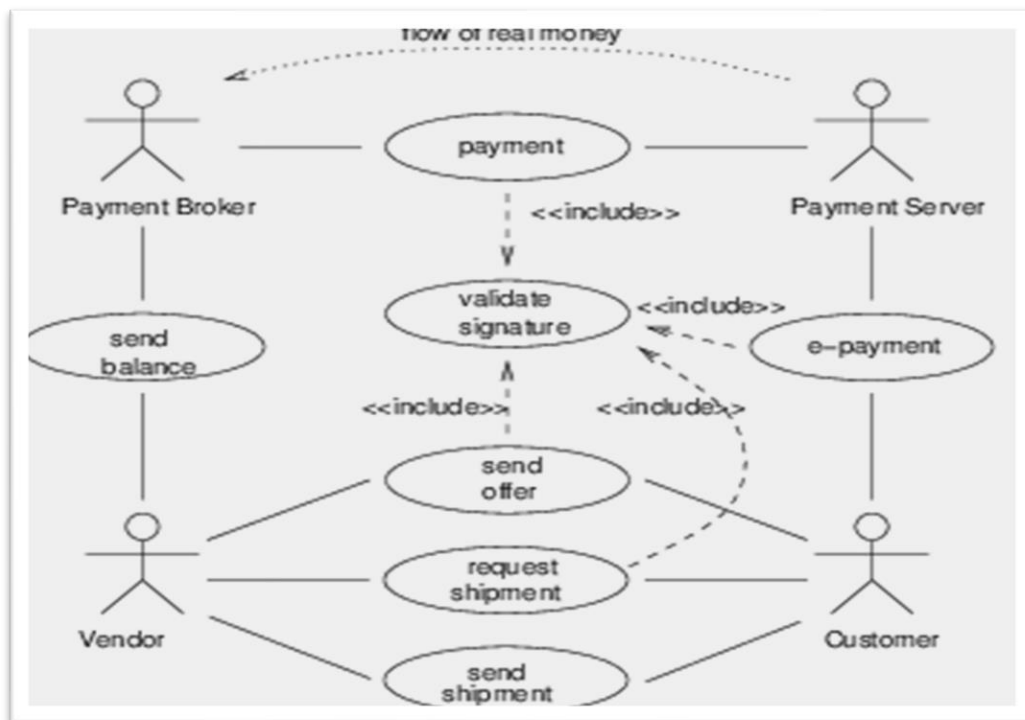 flow of real money
payment
Payment Broker
<<include>>
Payment Server
validate
signature
<<include>>
send
balance
e-payment
<<include>>
<<include>>
send
offer
request
shipment
Vendor
Customer
send
shipment